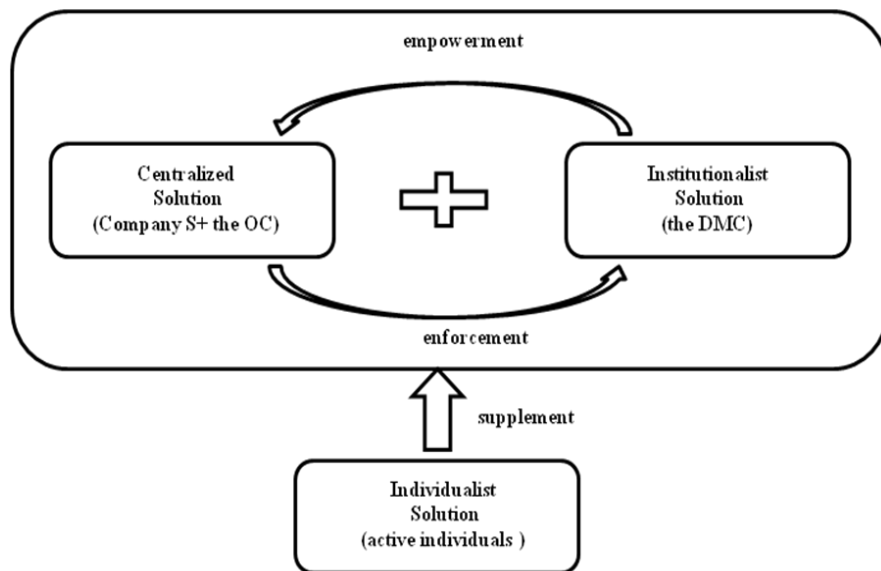 empowerment
Centralized
Solution
(Company S+ the OC)
Institutionalist
Solution
(the DMC)
enforcement
supplement
Individualist
Solution
(active individuals )